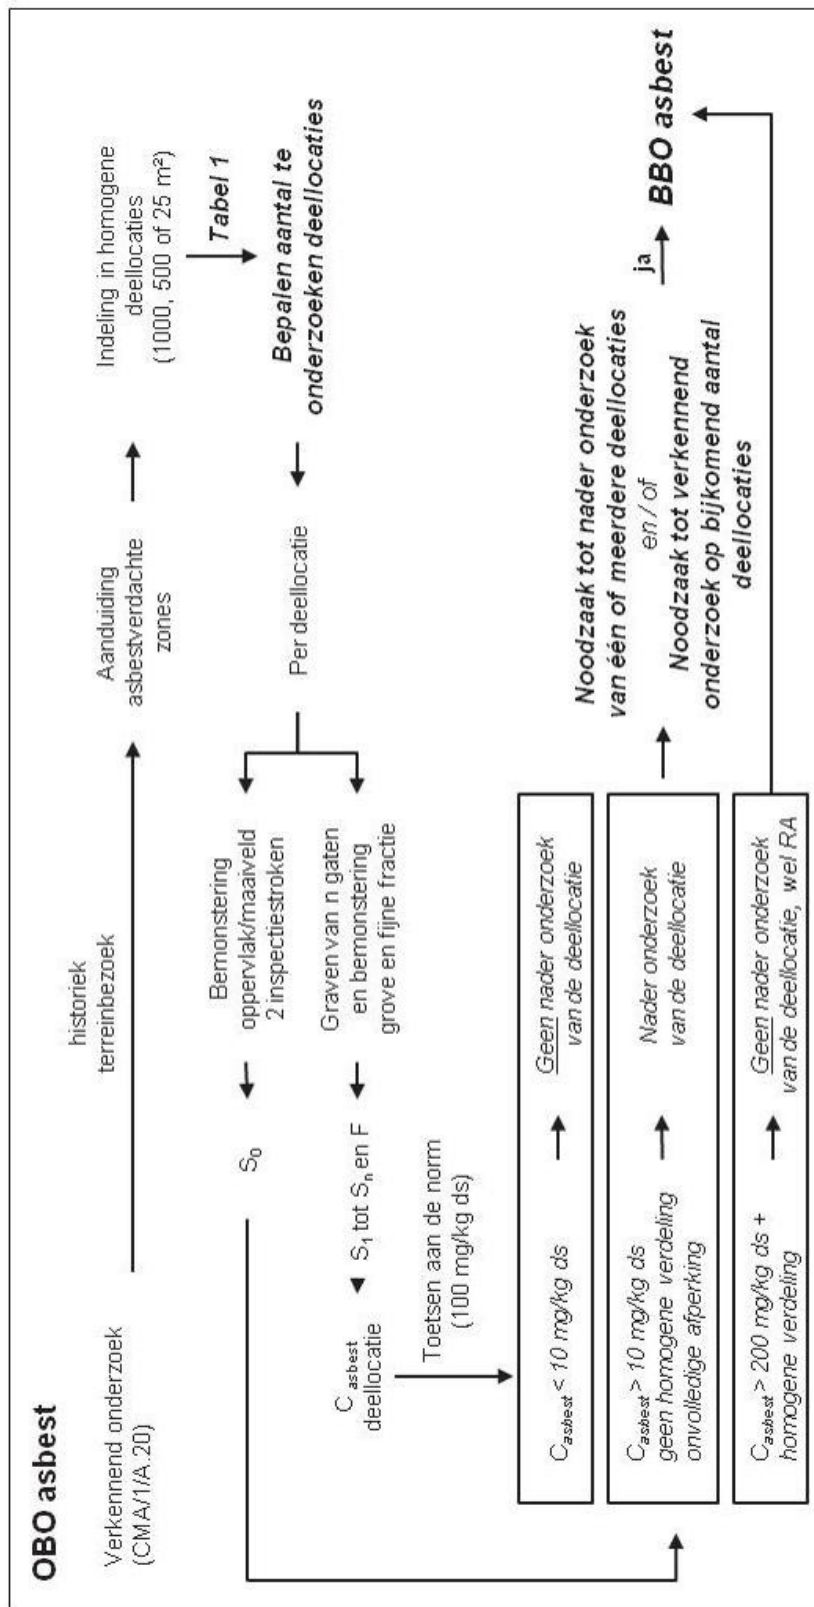 OBO asbest
Verkennend onderzoek
(CMA/1/A.20)
historiek
terreinbezoek
Aanduiding
asbestverdachte
zones
Indeling in homogene
deellocaties
(1000, 500 of 25 m²)
Tabel 1
Bepalen aantal te
onderzoeken deellocaties
Per deellocatie
Bemonstering
oppervlak/maaiveld
2 inspectiestroken
Graven van n gaten
en bemonstering
grove en fijne fractie
S0
S1 tot Sn en F
C asbest
deellocatie
Toetsen aan de norm
(100 mg/kg ds)
Casbest < 10 mg/kg ds
Geen nader onderzoek
van de deellocatie
Casbest > 10 mg/kg ds
geen homogene verdeling
onvolledige afperking
Nader onderzoek
van de deellocatie
Casbest > 200 mg/kg ds +
homogene verdeling
Geen nader onderzoek
van de deellocatie, wel RA
Noodzaak tot nader onderzoek
van één of meerdere deellocaties
en / of
Noodzaak tot verkennend
onderzoek op bijkomend aantal
deellocaties
ja
BBO asbest